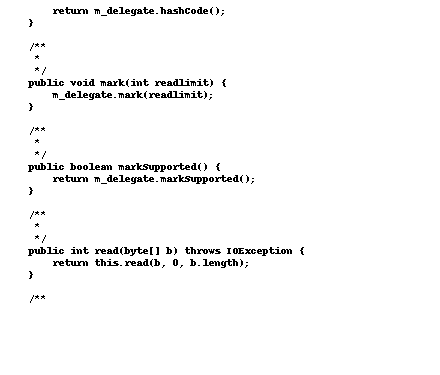 return m_delegate.hashCode();
}
/**
*
*/
public void mark(int readlimit) {
m_delegate.mark(readlimit);
}
/**
*
*/
public boolean markSupported() {
return m_delegate.markSupported();
}
/**
*
*/
public int read(byte[] b) throws IOException {
return this.read(b, 0, b.length);
}
/**